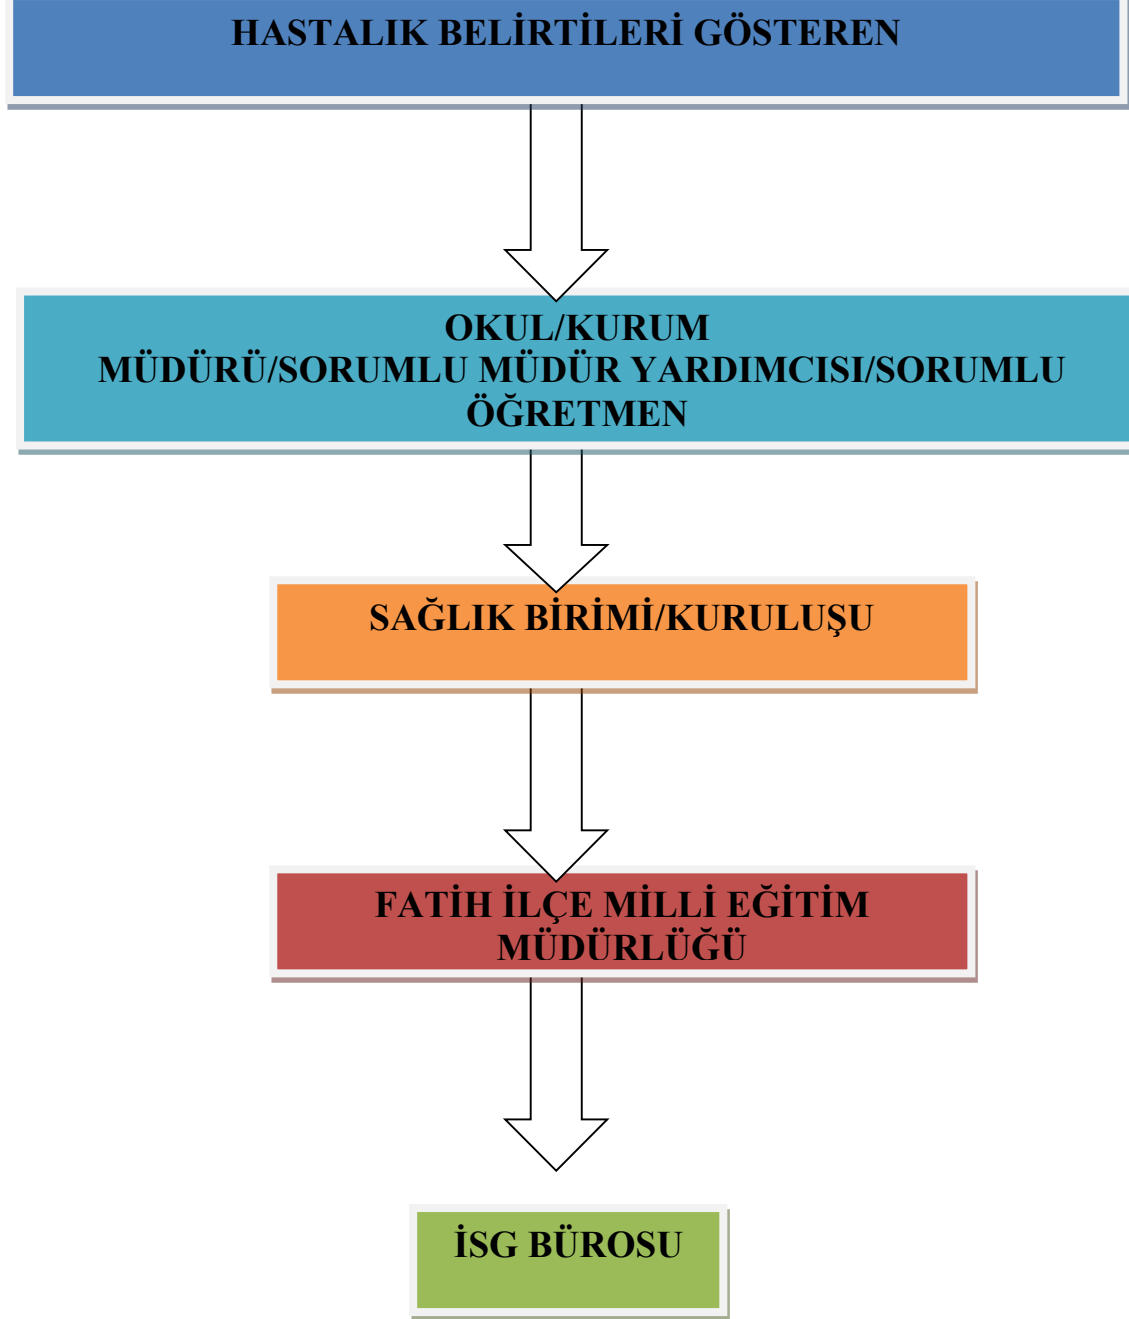 HASTALIK BELİRTİLERİ GÖSTEREN
OKUL/KURUM
MÜDÜRÜ/SORUMLU MÜDÜR YARDIMCISI/SORUMLU
ÖĞRETMEN
SAĞLIK BİRİMİ/KURULUŞU
FATİH İLÇE MİLLİ EĞİTİM
MÜDÜRLÜĞÜ
İSG BÜROSU